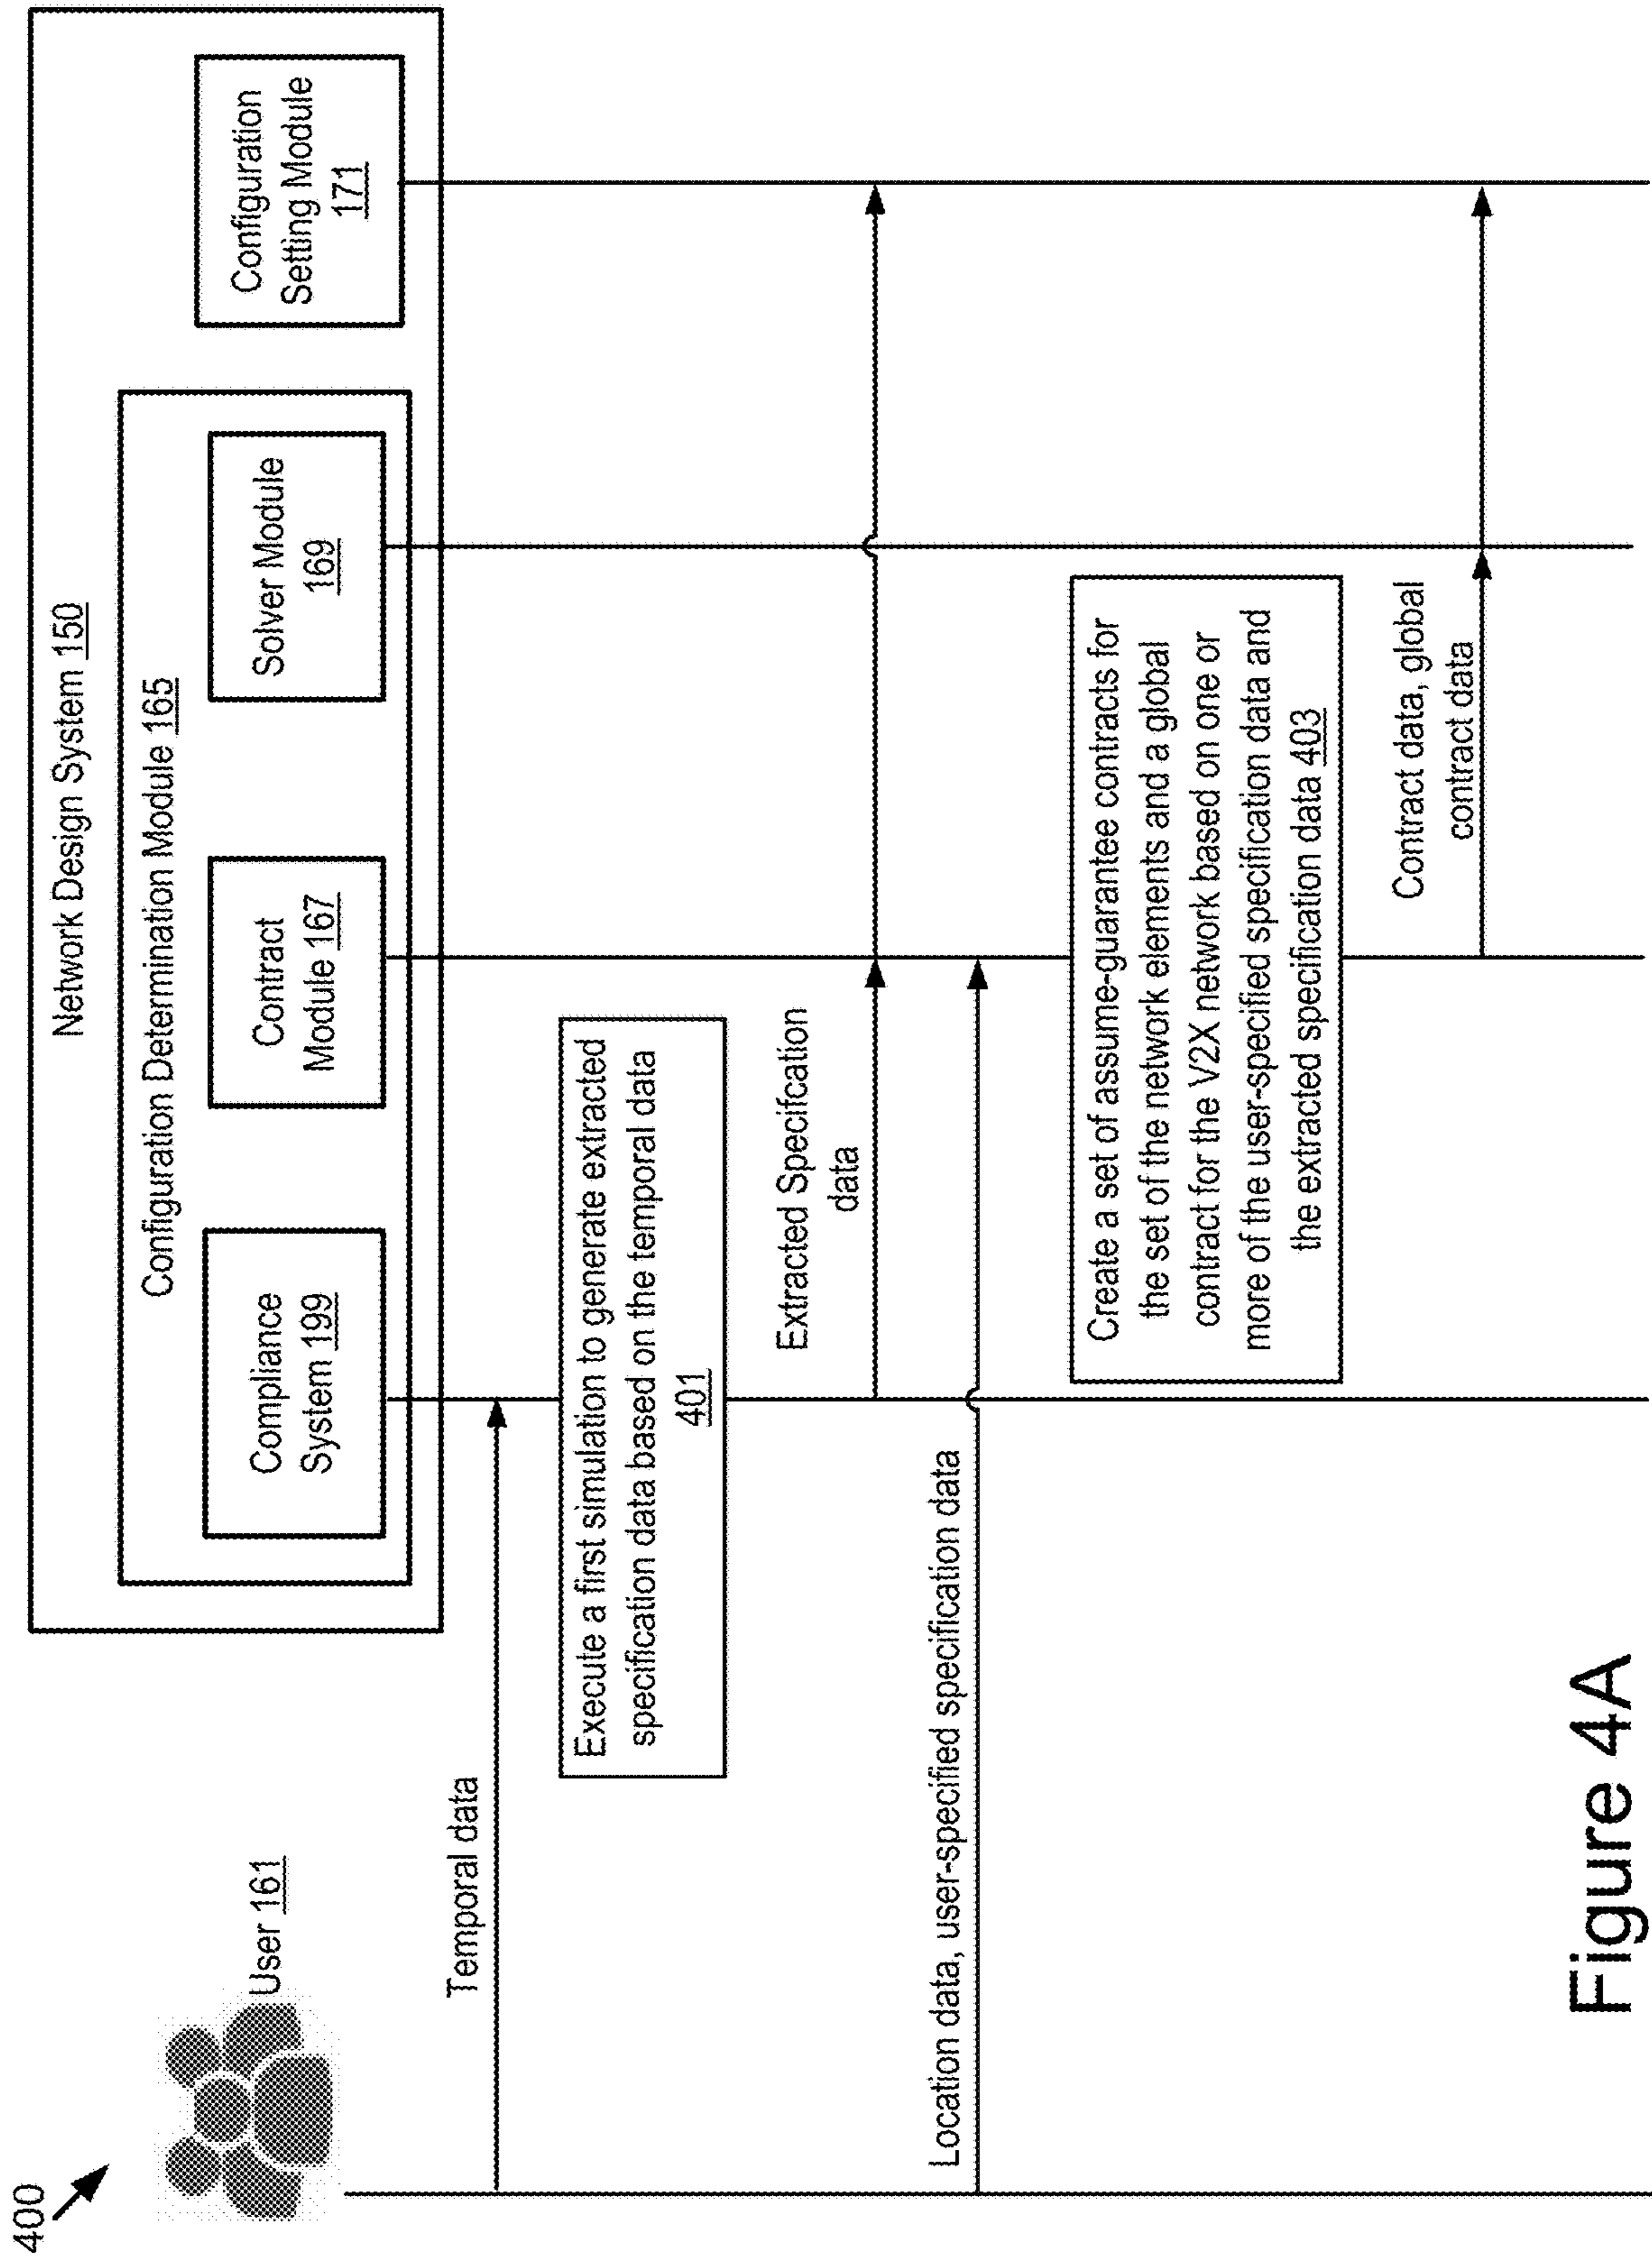 400
User 161
Network Design System 150
Configuration Determination Module 165
Compliance
System 199
Contract
Module 167
Solver Module
169
Configuration
Setting Module
171
Temporal data
Execute a first simulation to generate extracted
specification data based on the temporal data
401
Extracted Specifcation
data
Location data, user-specified specification data
Create a set of assume-guarantee contracts for
the set of the network elements and a global
contract for the V2X network based on one or
more of the user-specified specification data and
the extracted specification data 403
Contract data, global
contract data
Figure 4A